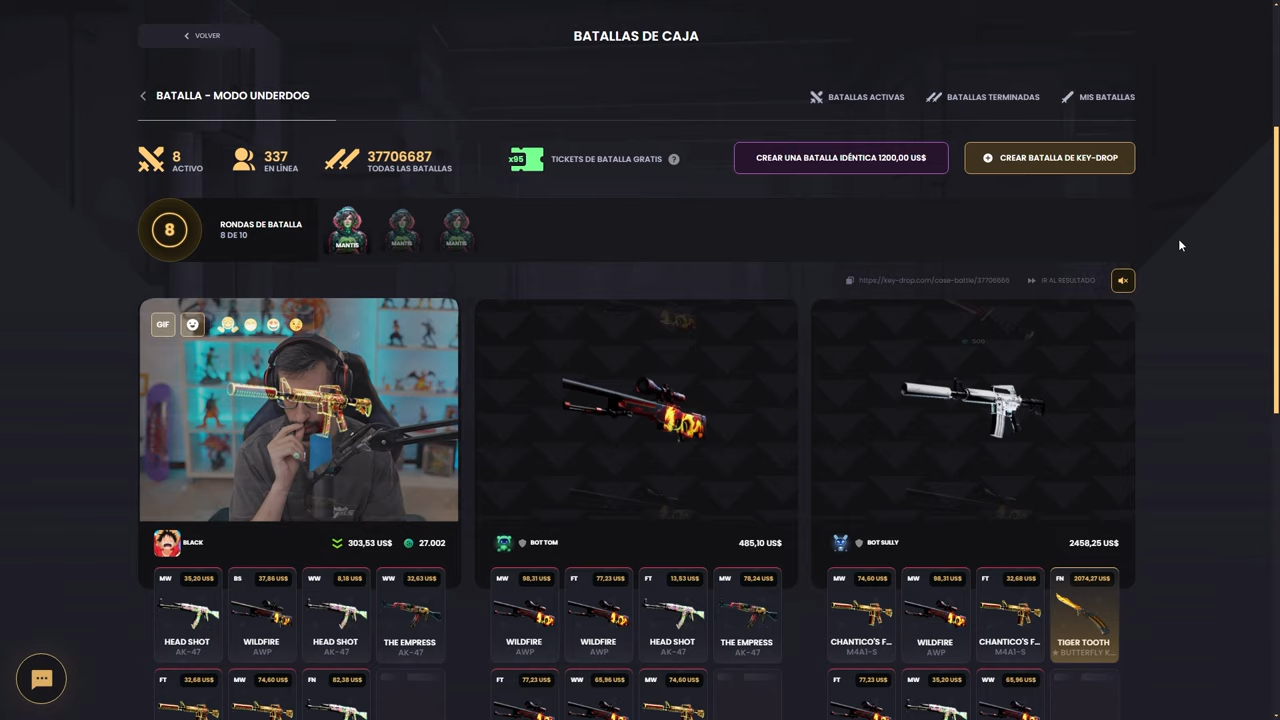 VOLVER
BATALLAS DE CAJA
BATALLA - MODO UNDERDOG
BATALLAS ACTIVAS
BATALLAS TERMINADAS
MIS BATALLAS
8
ACTIVO
337
EN LÍNEA
37706687
TODAS LAS BATALLAS
x95
TICKETS DE BATALLA GRATIS ?
CREAR UNA BATALLA IDÉNTICA 1200,00 US$
CREAR BATALLA DE KEY-DROP
8
RONDAS DE BATALLA
8 DE 10
MANTIS
MANTIS
MANTIS
https://key-drop.com/case-battle/37706686
IR AL RESULTADO
GIF
BLACK
303,53 US$
27.002
BOT TOM
485,10 US$
BOT SULLY
2458,25 US$
MW 35,20 US$
HEAD SHOT
AK-47
BS 37,86 US$
WILDFIRE
AWP
WW 8,18 US$
HEAD SHOT
AK-47
WW 32,63 US$
THE EMPRESS
AK-47
MW 98,31 US$
WILDFIRE
AWP
FT 77,23 US$
WILDFIRE
AWP
FT 13,53 US$
HEAD SHOT
AK-47
MW 78,24 US$
THE EMPRESS
AK-47
MW 74,60 US$
CHANTICO'S F...
M4A1-S
MW 98,31 US$
WILDFIRE
AWP
FT 32,68 US$
CHANTICO'S F...
M4A1-S
FN 2074,27 US$
TIGER TOOTH
★ BUTTERFLY K...
FT 32,68 US$
MW 74,60 US$
FN 82,38 US$
FT 77,23 US$
WW 65,96 US$
MW 74,60 US$
FT 77,23 US$
MW 35,20 US$
WW 65,96 US$